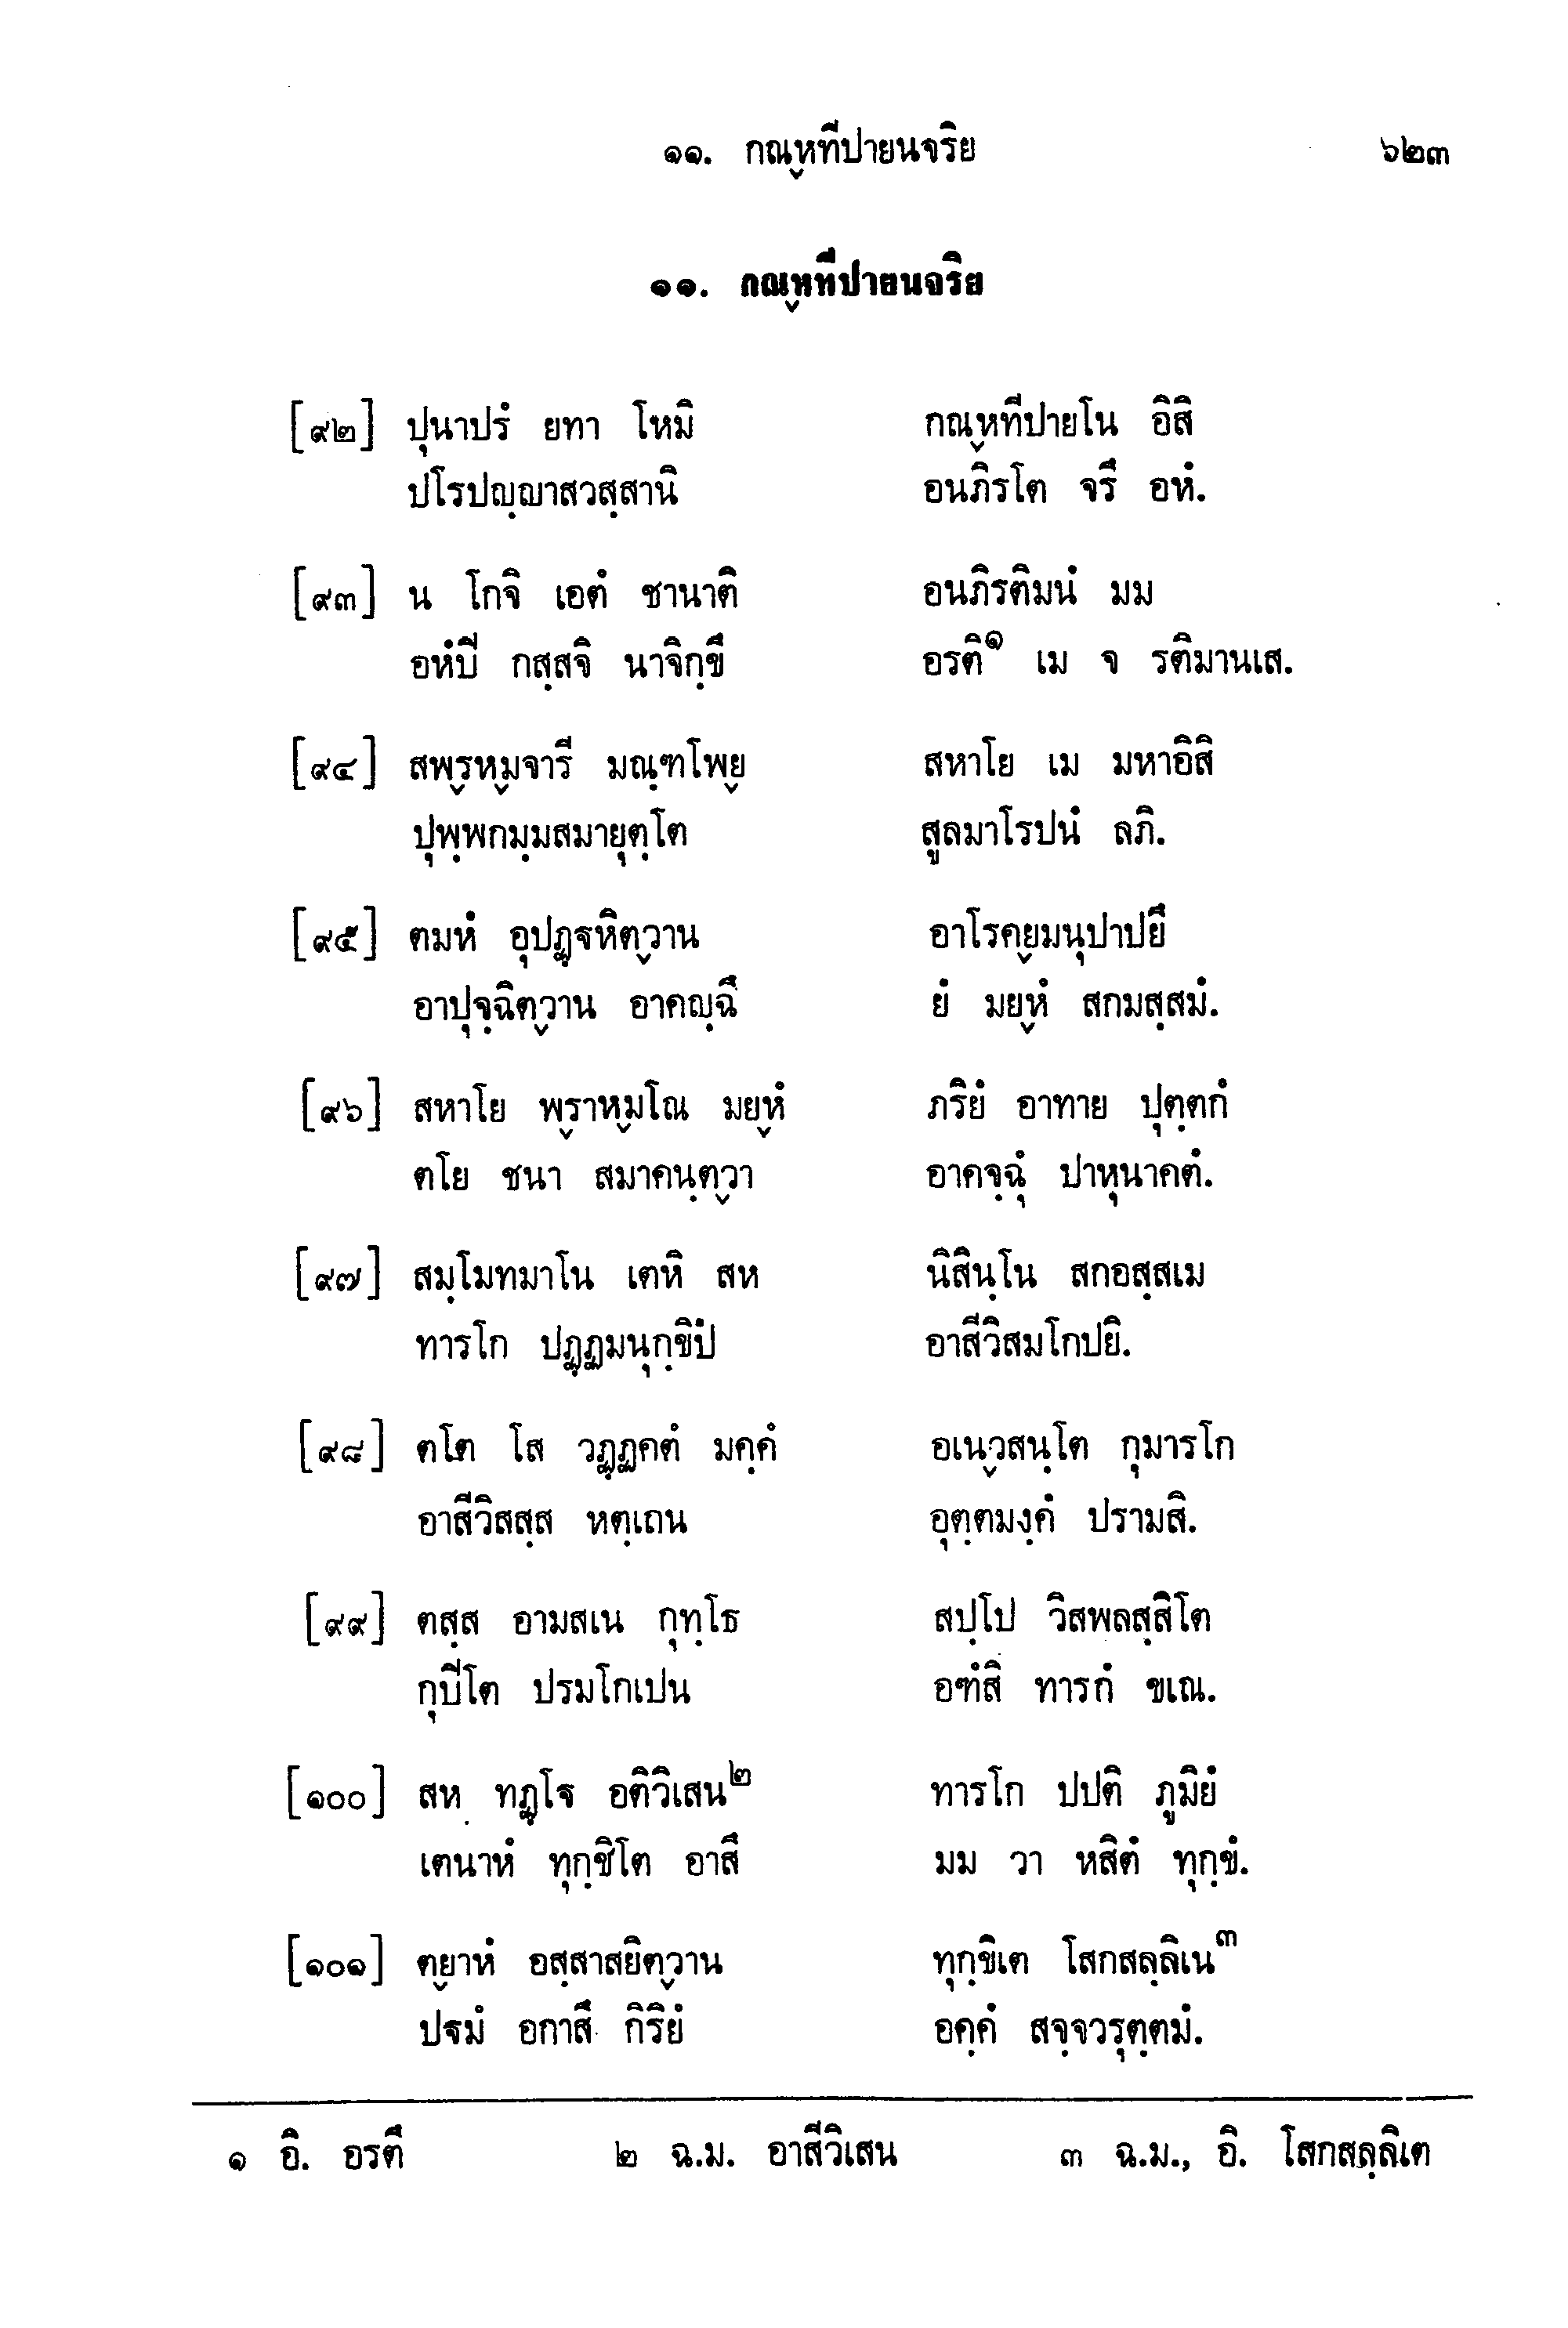 ๑๑. กณฺหทีปายนจริย ๖๒๓
๑๑. กณฺหทีปายนจริย
[๙๒] ปุนาปรํ ยทา โหมิ กณฺหทีปายโน อิสิ
ปโรปญฺญาสวสฺสานิ อนภิรโต จรึ อหํ.
[๙๓] น โกจิ เอตํ ชานาติ อนภิรติมนํ มม
อหํปิ กสฺสจิ นาจิกฺขึ อรติ๑ เม จ รติมานเส.
[๙๔] สพฺรหฺมจารี มณฺฑโพฺย สหาโย เม มหาอิสิ
ปุพฺพกมฺมสมายุตฺโต สูลมาโรปนํ ลภิ.
[๙๕] ตมหํ อุปฏฺฐหิตฺวาน อาโรคฺยมนุปาปยึ
อาปุจฺฉิตฺวาน อาคญฺฉึ ยํ มยฺหํ สกมสฺสมํ.
[๙๖] สหาโย พฺราหฺมโณ มยฺหํ ภริยํ อาทาย ปุตฺตกํ
ตโย ชนา สมาคนฺตฺวา อาคจฺฉุํ ปาหุนาคตํ.
[๙๗] สมฺโมทมาโน เตหิ สห นิสินฺโน สกอสฺสเม
ทารโก ปฏฺฏมนุกฺขิปํ อาสีวิสมโกปยิ.
[๙๘] ตโต โส วฏฺฏคตํ มคฺคํ อเนฺวสนฺโต กุมารโก
อาสีวิสสฺส หตฺเถน อุตฺตมงฺคํ ปรามสิ.
[๙๙] ตสฺส อามสเน กุทฺโธ สปฺโป วิสพลสฺสิโต
กุปิโต ปรมโกเปน อฑํสิ ทารกํ ขเณ.
[๑๐๐] สห ทฏฺโฐ อติวิเสน๒ ทารโก ปปติ ภูมิยํ
เตนาหํ ทุกฺขิโต อาสึ มม วา หสิตํ ทุกฺขํ.
[๑๐๑] ตฺยาหํ อสฺสาสยิตฺวาน ทุกฺขิเต โสกสลฺลิเน๓
ปฐมํ อกาสึ กิริยํ อคฺคํ สจฺจวรุตฺตมํ.
๑ อิ. อรตึ ๒ ฉ.ม. อาสีวิเสน ๓ ฉ.ม., อิ. โสกสลฺลิเต